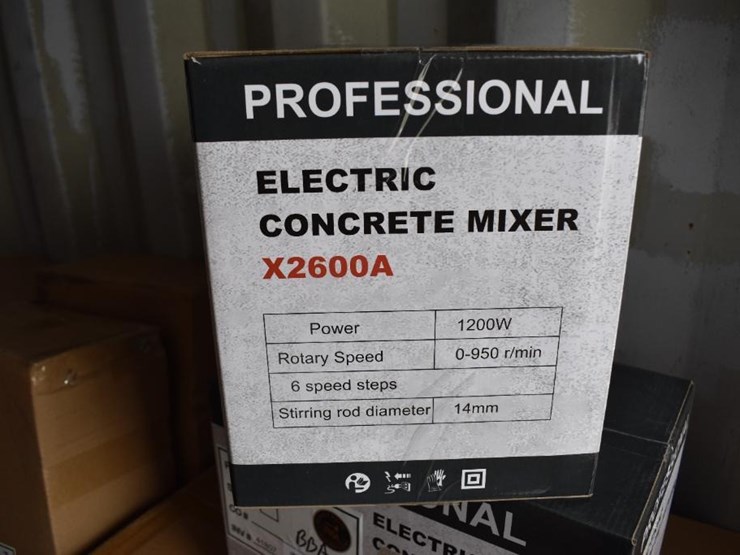 PROFESSIONAL
ELECTRIC
CONCRETE MIXER
X2600A
Power 1200W
Rotary Speed 0-950 r/min
6 speed steps
Stirring rod diameter 14mm
BBA